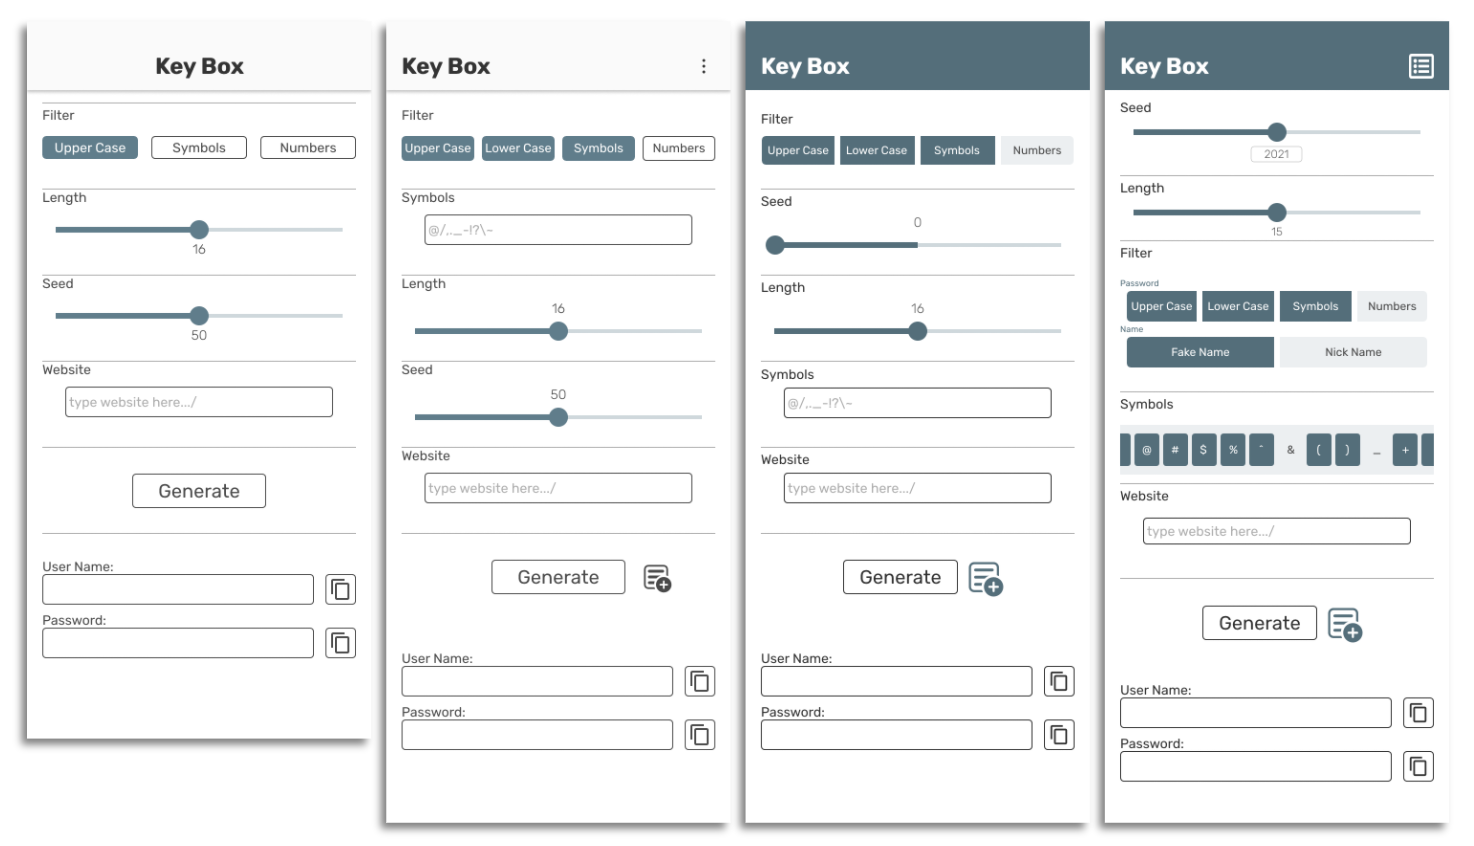 Key Box
Filter
Upper Case Symbols Numbers
Length
16
Seed
50
Website
type website here.../
Generate
User Name:
Password:
Key Box
Filter
Upper Case Lower Case Symbols Numbers
Symbols
@/,._-!?\~
Length
16
Seed
50
Website
type website here.../
Generate
User Name:
Password:
Key Box
Filter
Upper Case Lower Case Symbols Numbers
Seed
0
Length
16
Symbols
@/,._-!?\~
Website
type website here.../
Generate
User Name:
Password:
Key Box
Seed
2021
Length
15
Filter
Password
Upper Case Lower Case Symbols Numbers
Name
Fake Name Nick Name
Symbols
@ # $ % ^ & ( ) _ +
Website
type website here.../
Generate
User Name:
Password: